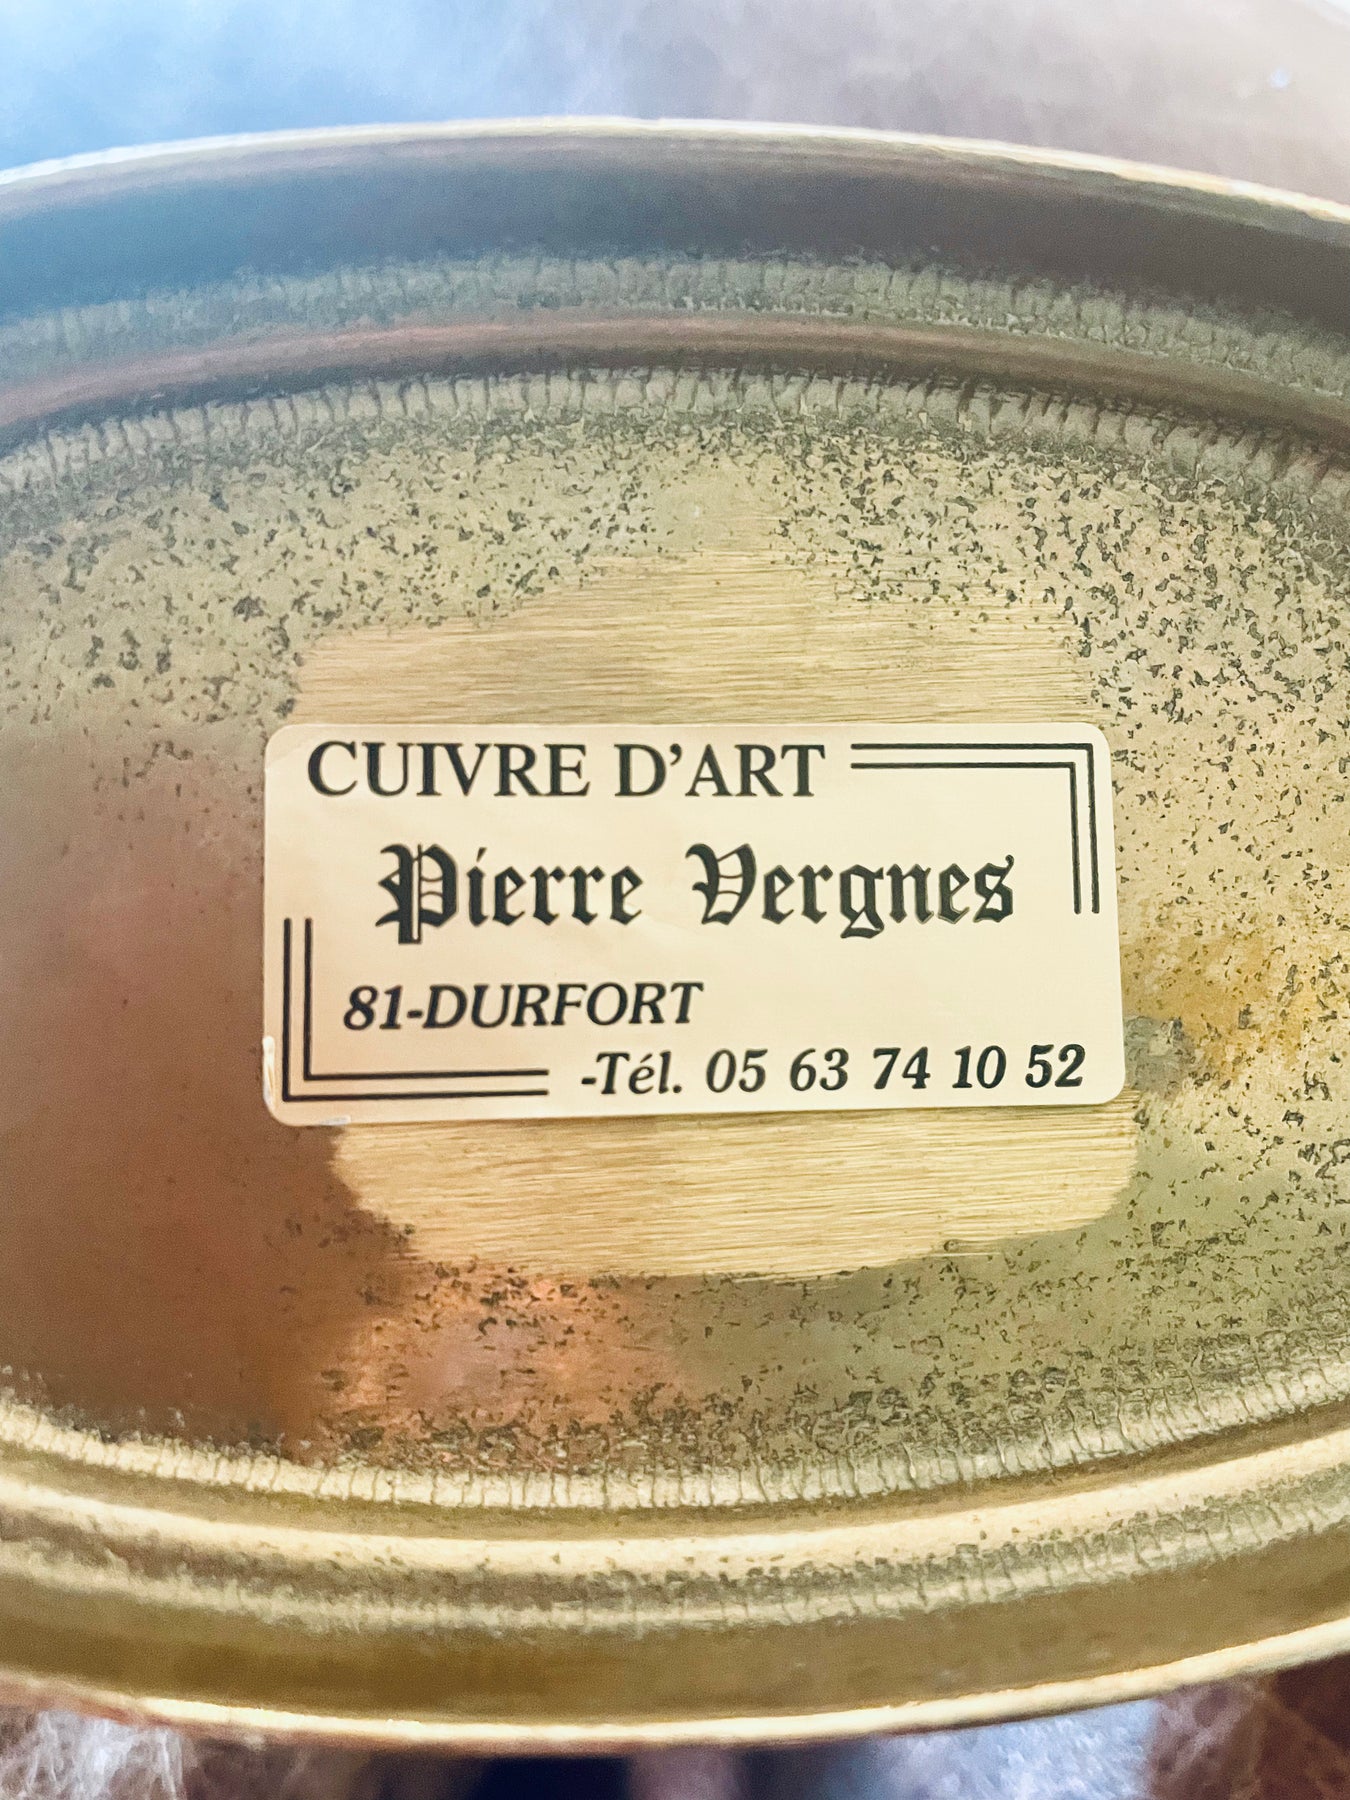 CUIVRE D'ART
Pierre Vergnes
81-DURFORT
-Tél. 05 63 74 10 52